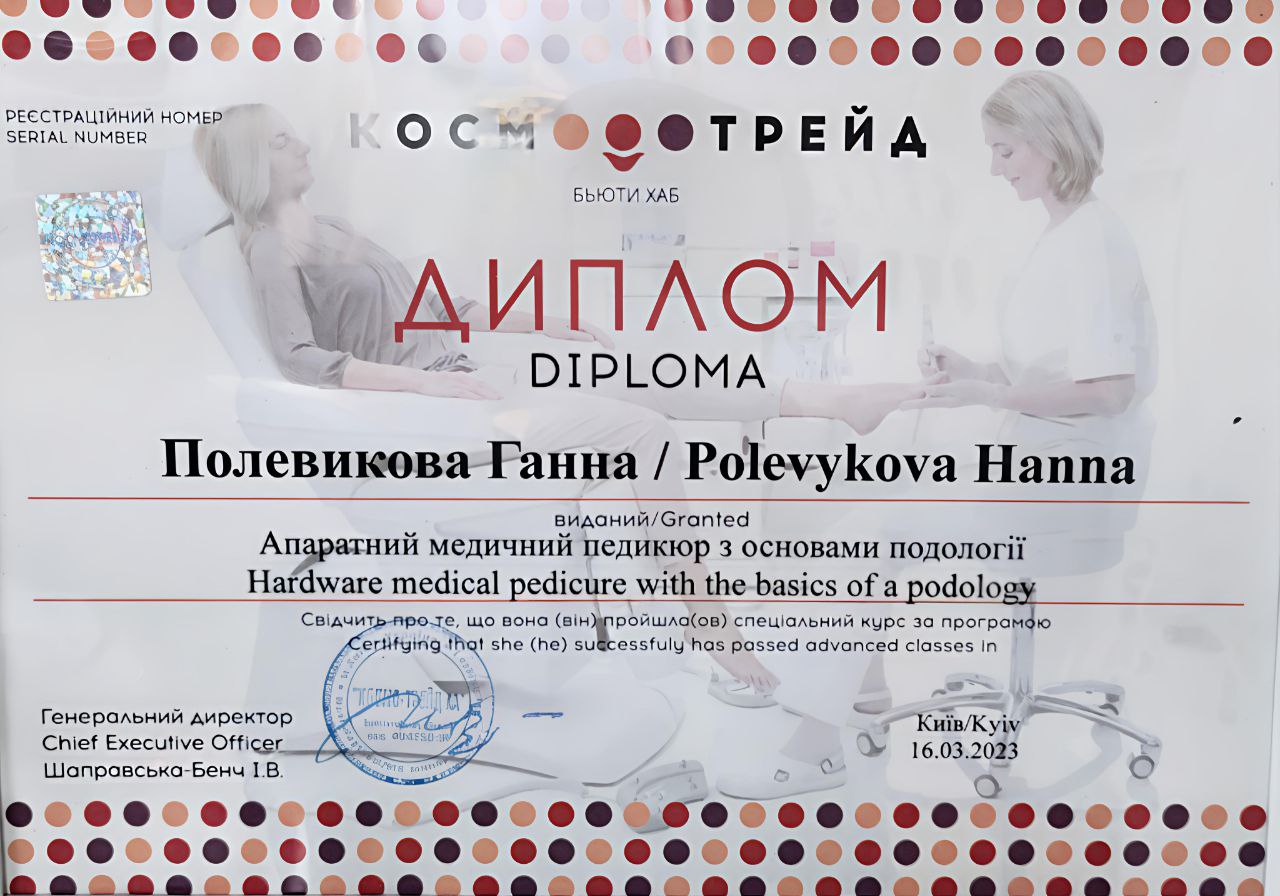 РЕЄСТРАЦІЙНИЙ НОМЕР
SERIAL NUMBER
КОСМО ТРЕЙД
БЬЮТИ ХАБ
ДИПЛОМ
DIPLOMA
Полевикова Ганна / Polevykova Hanna
виданий/Granted
Апаратний медичний педикюр з основами подології
Hardware medical pedicure with the basics of a podology
Свідчить про те, що вона (він) пройшла(ов) спеціальний курс за програмою
Certifying that she (he) successfuly has passed advanced classes in
Генеральний директор
Chief Executive Officer
Шаправська-Бенч І.В.
Київ/Kyiv
16.03.2023